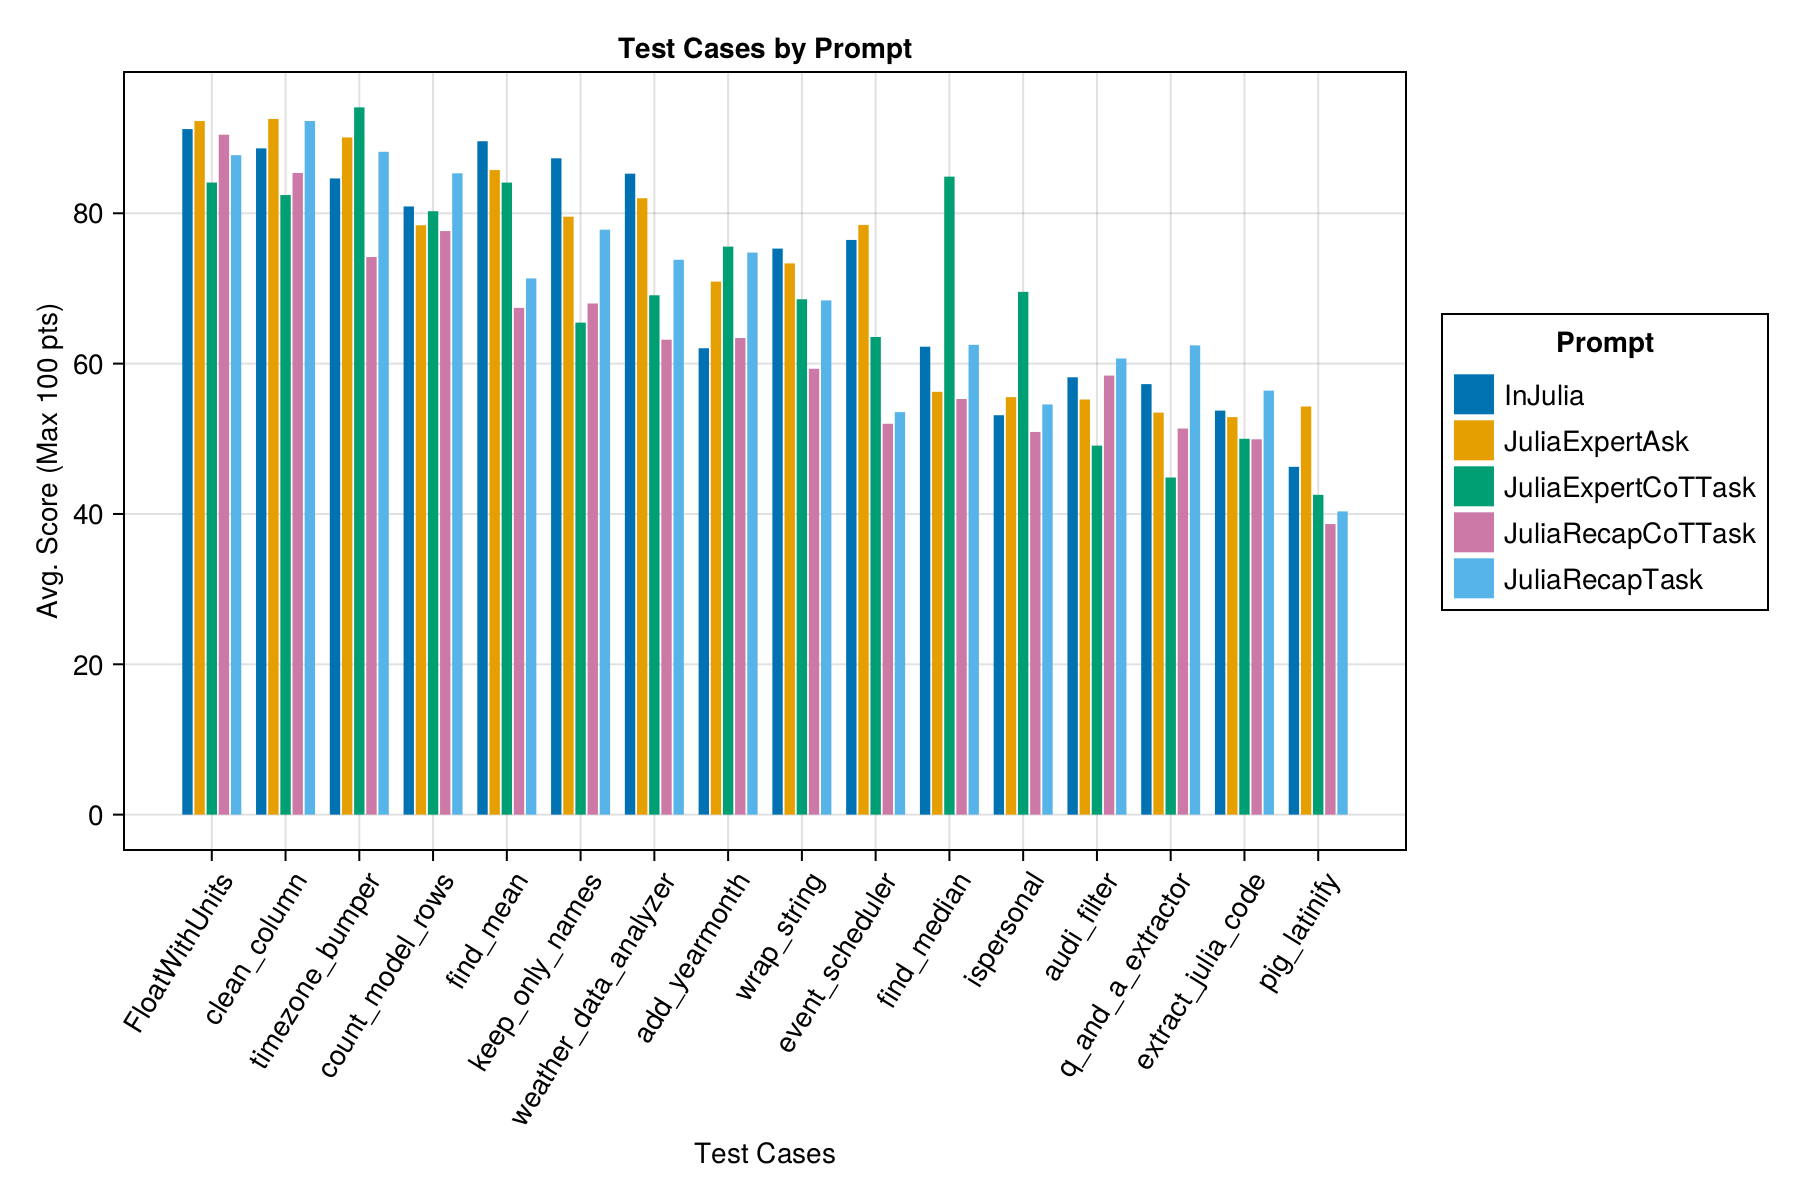 Test Cases by Prompt
Avg. Score (Max 100 pts)
80
60
40
20
0
FloatWithUnits
clean_column
timezone_bumper
count_model_rows
find_mean
keep_only_names
weather_data_analyzer
add_yearmonth
wrap_string
event_scheduler
find_median
ispersonal
audi_filter
q_and_a_extractor
extract_julia_code
pig_latinify
Test Cases
Prompt
InJulia
JuliaExpertAsk
JuliaExpertCoTTask
JuliaRecapCoTTask
JuliaRecapTask